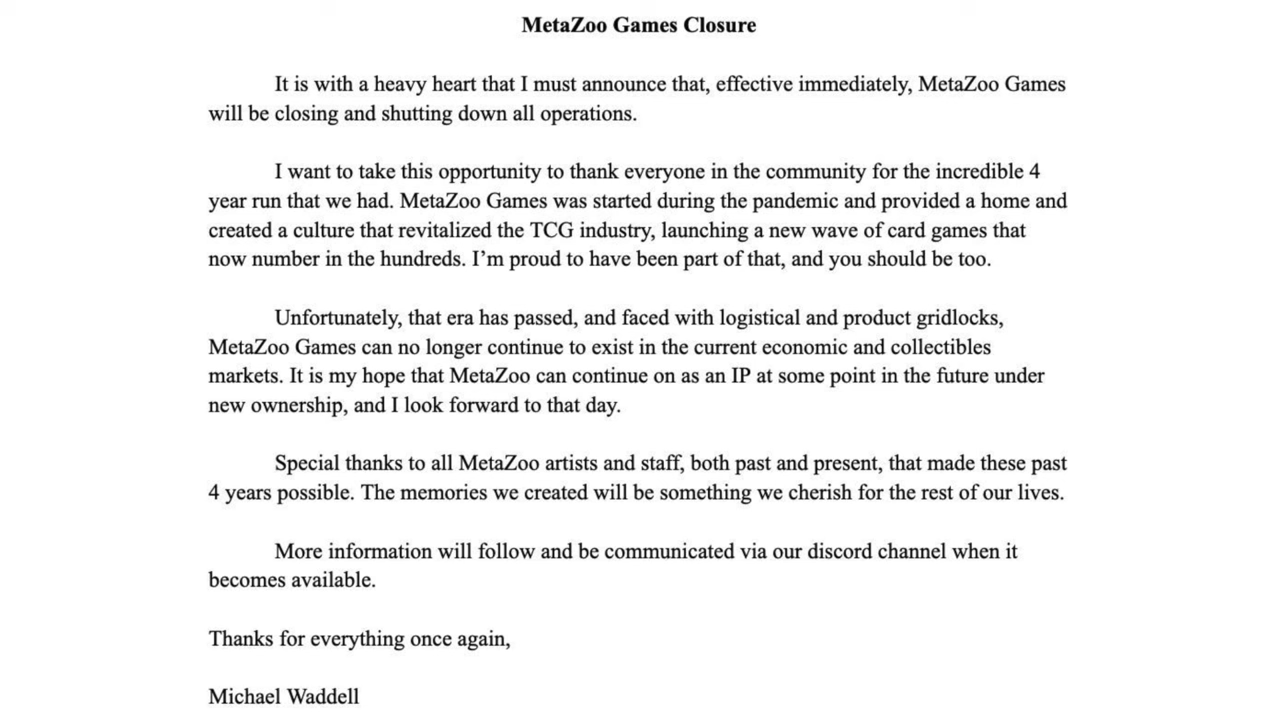 MetaZoo Games Closure
It is with a heavy heart that I must announce that, effective immediately, MetaZoo Games
will be closing and shutting down all operations.
I want to take this opportunity to thank everyone in the community for the incredible 4
year run that we had. MetaZoo Games was started during the pandemic and provided a home and
created a culture that revitalized the TCG industry, launching a new wave of card games that
now number in the hundreds. I’m proud to have been part of that, and you should be too.
Unfortunately, that era has passed, and faced with logistical and product gridlocks,
MetaZoo Games can no longer continue to exist in the current economic and collectibles
markets. It is my hope that MetaZoo can continue on as an IP at some point in the future under
new ownership, and I look forward to that day.
Special thanks to all MetaZoo artists and staff, both past and present, that made these past
4 years possible. The memories we created will be something we cherish for the rest of our lives.
More information will follow and be communicated via our discord channel when it
becomes available.
Thanks for everything once again,
Michael Waddell